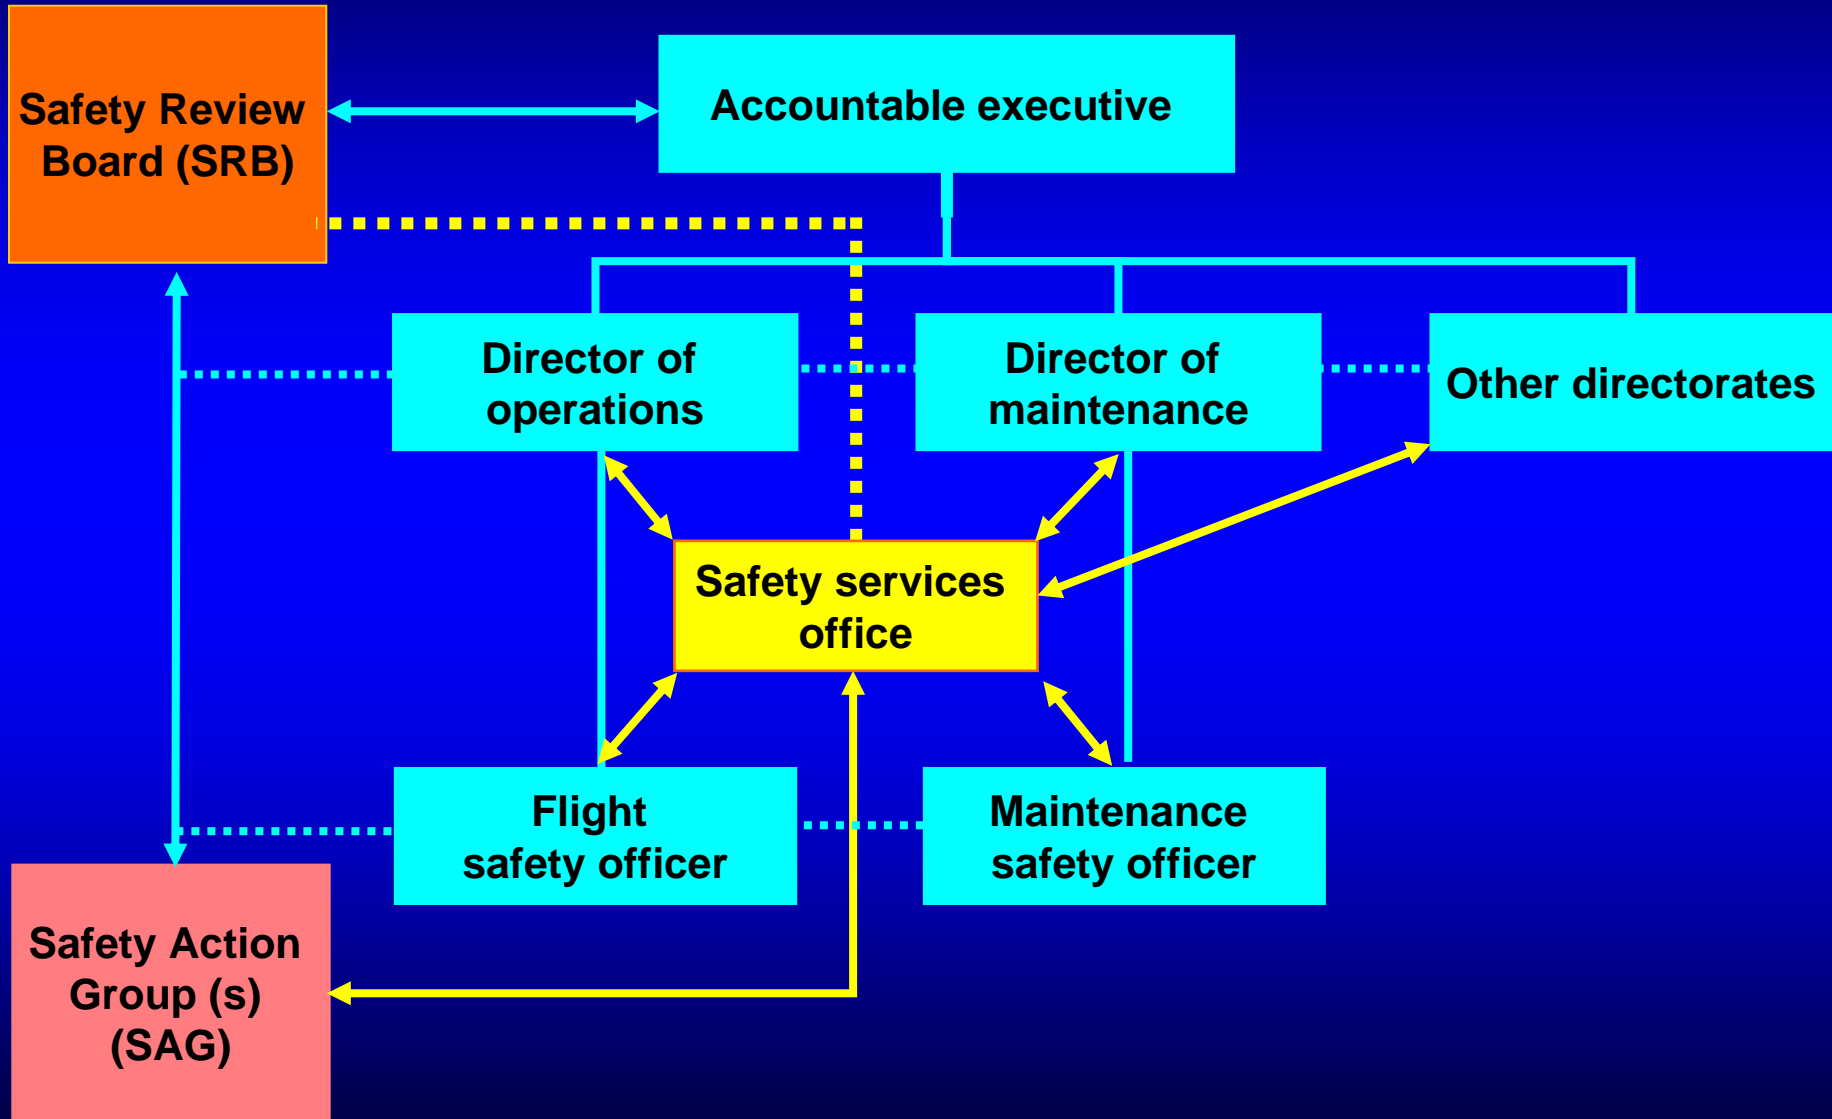 Safety Review
Board (SRB)
Accountable executive
Director of
operations
Director of
maintenance
Other directorates
Safety services
office
Flight
safety officer
Maintenance
safety officer
Safety Action
Group (s)
(SAG)